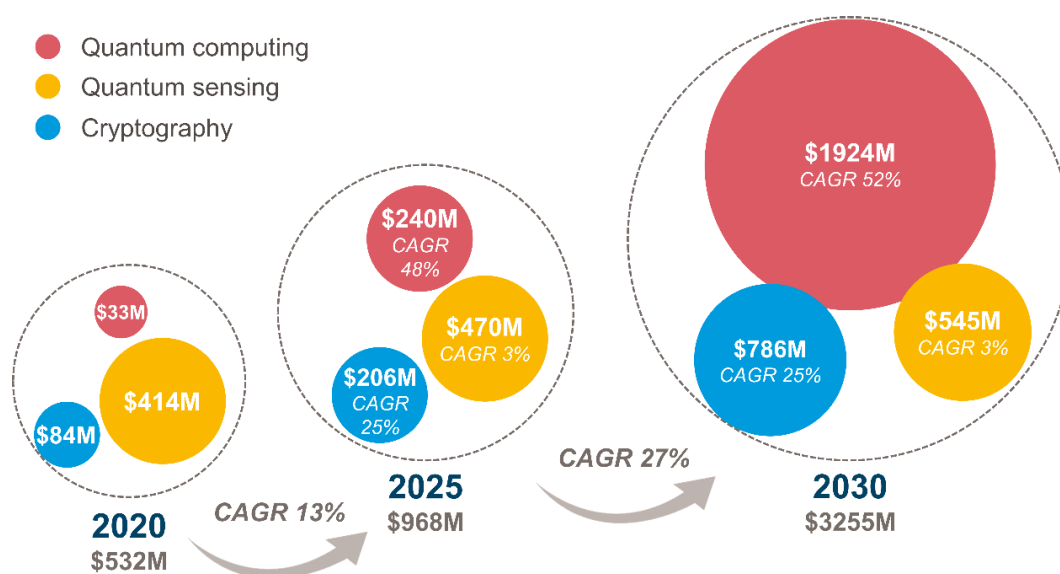 Quantum computing
Quantum sensing
Cryptography
$33M
$414M
$84M
2020
$532M
CAGR 13%
$240M
CAGR
48%
$470M
CAGR 3%
$206M
CAGR
25%
2025
$968M
CAGR 27%
$1924M
CAGR 52%
$786M
CAGR 25%
$545M
CAGR 3%
2030
$3255M